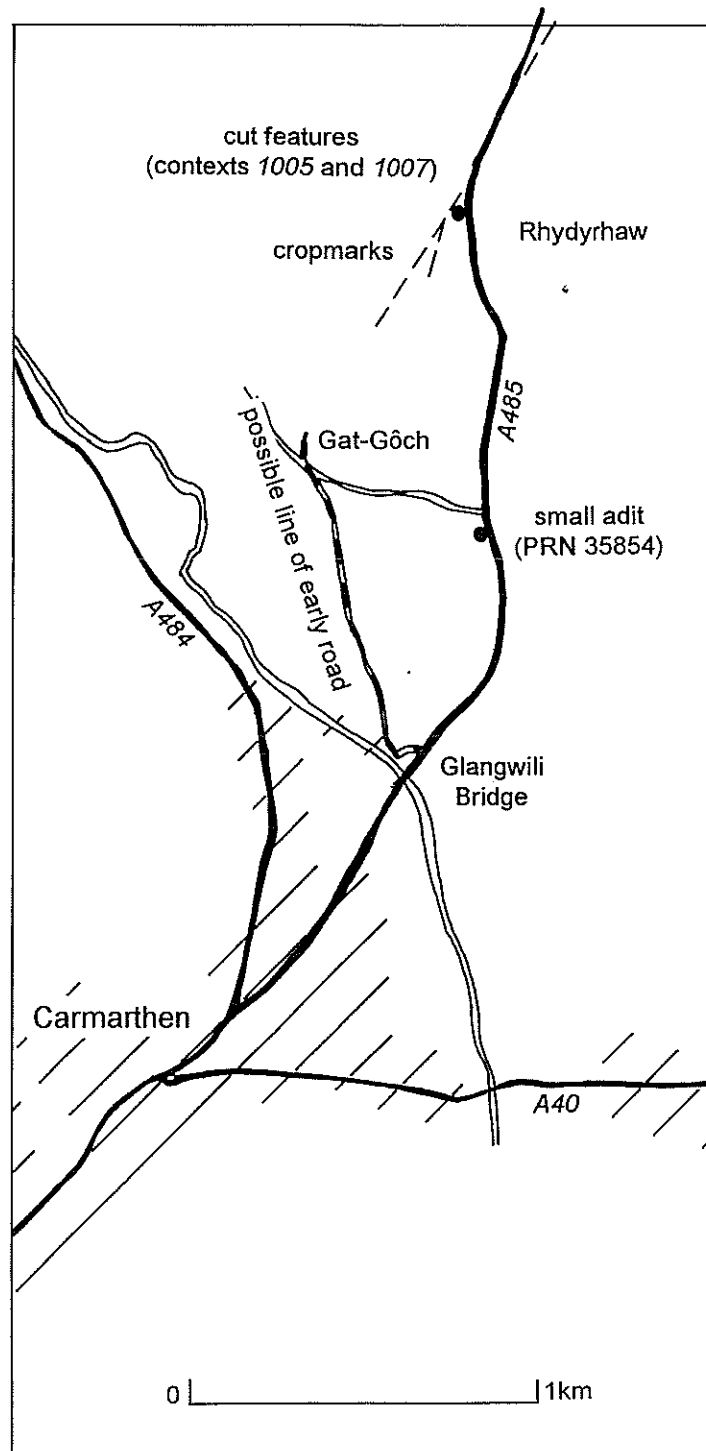 cut features
(contexts 1005 and 1007)
Rhydyrhaw
cropmarks
A485
Gat-Gôch
possible line of early road
small adit
(PRN 35854)
A484
Glangwili
Bridge
Carmarthen
A40
0
1km